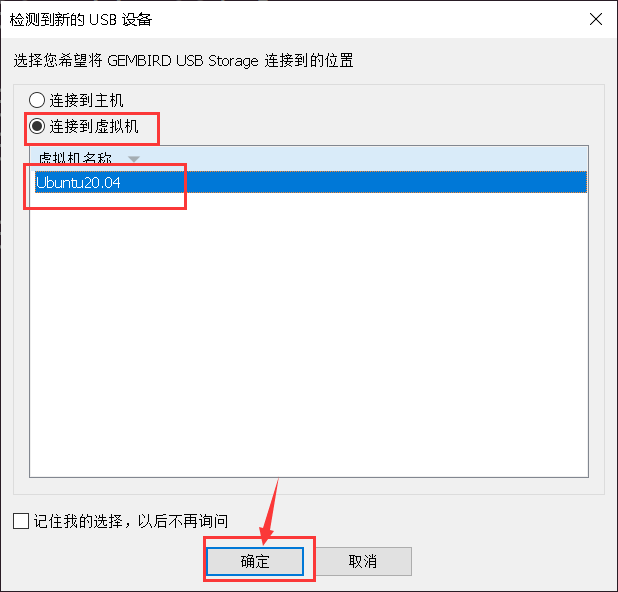 检测到新的 USB 设备
选择您希望将 GEMBIRD USB Storage 连接到的位置
连接到主机
连接到虚拟机
虚拟机名称
Ubuntu20.04
记住我的选择，以后不再询问
确定
取消